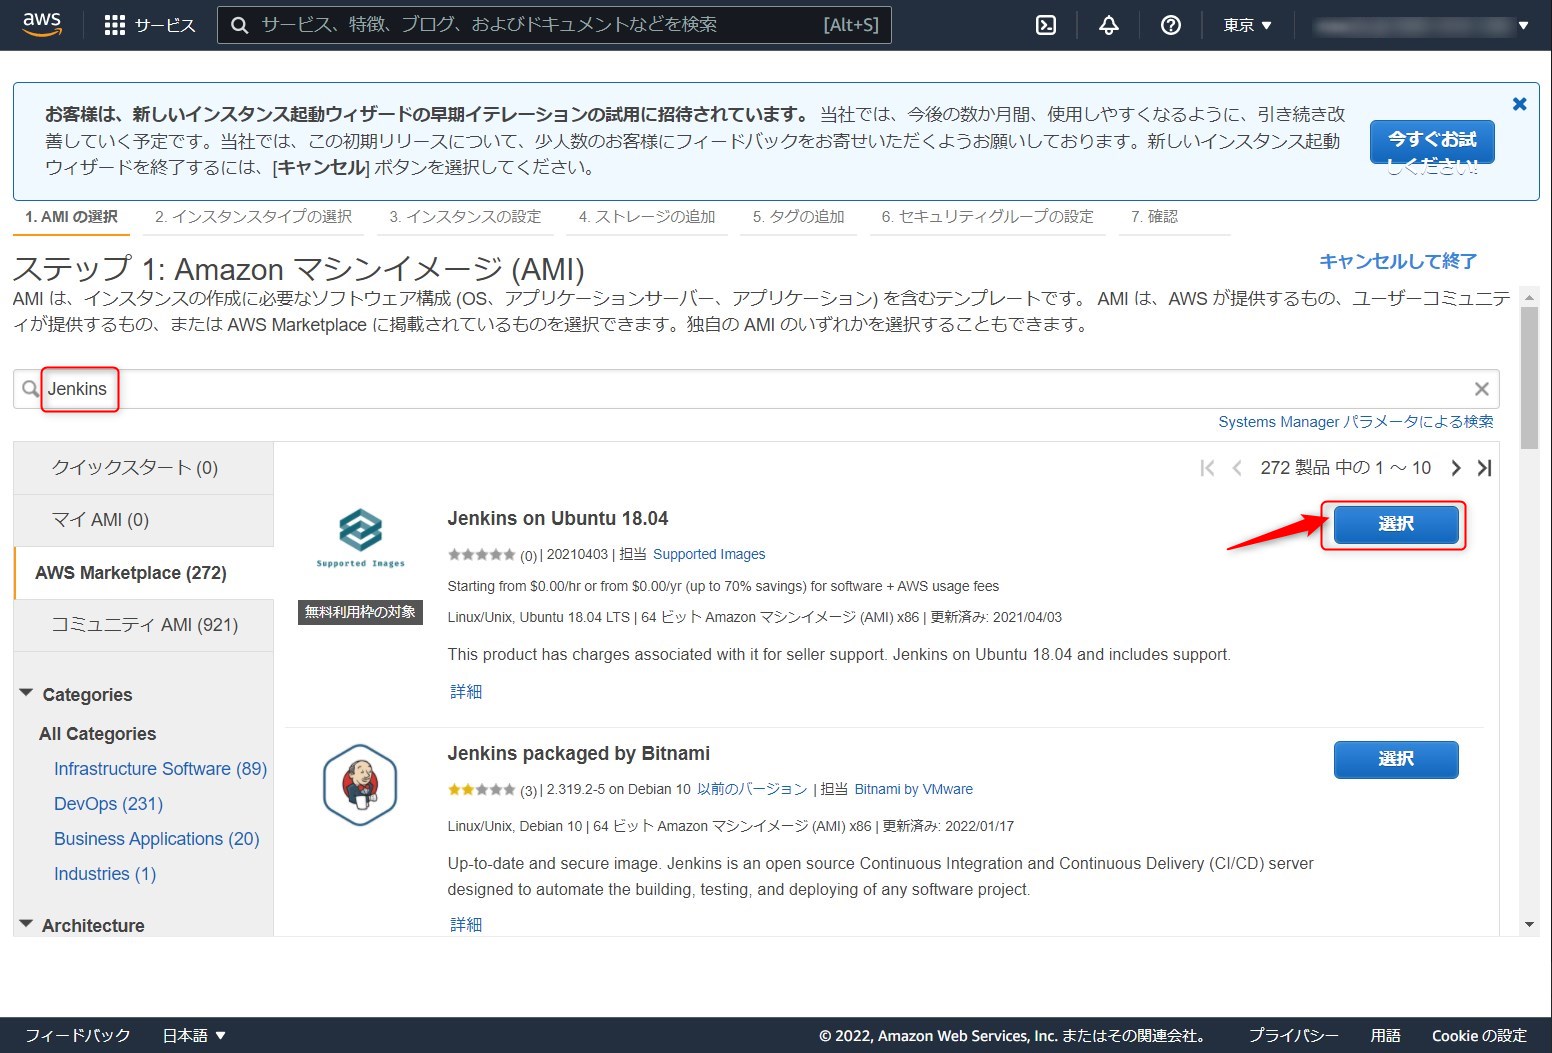 aws
サービス
サービス、特徴、ブログ、およびドキュメントなどを検索 [Alt+S]
東京 ▼
お客様は、新しいインスタンス起動ウィザードの早期イテレーションの試用に招待されています。 当社では、今後の数か月間、使用しやすくなるように、引き続き改
善していく予定です。当社では、この初期リリースについて、少人数のお客様にフィードバックをお寄せいただくようお願いしております。新しいインスタンス起動
ウィザードを終了するには、[キャンセル] ボタンを選択してください。
今すぐお試
しください!
1. AMI の選択 2. インスタンスタイプの選択 3. インスタンスの設定 4. ストレージの追加 5. タグの追加 6. セキュリティグループの設定 7. 確認
ステップ 1: Amazon マシンイメージ (AMI)
キャンセルして終了
AMI は、インスタンスの作成に必要なソフトウェア構成 (OS、アプリケーションサーバー、アプリケーション) を含むテンプレートです。 AMI は、AWS が提供するもの、ユーザーコミュニテ
ィが提供するもの、または AWS Marketplace に掲載されているものを選択できます。独自の AMI のいずれかを選択することもできます。
Jenkins
Systems Manager パラメータによる検索
クイックスタート (0)
マイ AMI (0)
AWS Marketplace (272)
コミュニティ AMI (921)
Categories
All Categories
Infrastructure Software (89)
DevOps (231)
Business Applications (20)
Industries (1)
Architecture
272 製品 中の 1 ～ 10
Supported Images
無料利用枠の対象
Jenkins on Ubuntu 18.04
選択
(0) | 20210403 | 担当 Supported Images
Starting from $0.00/hr or from $0.00/yr (up to 70% savings) for software + AWS usage fees
Linux/Unix, Ubuntu 18.04 LTS | 64 ビット Amazon マシンイメージ (AMI) x86 | 更新済み: 2021/04/03
This product has charges associated with it for seller support. Jenkins on Ubuntu 18.04 and includes support.
詳細
Jenkins packaged by Bitnami
選択
(3) | 2.319.2-5 on Debian 10 以前のバージョン | 担当 Bitnami by VMware
Linux/Unix, Debian 10 | 64 ビット Amazon マシンイメージ (AMI) x86 | 更新済み: 2022/01/17
Up-to-date and secure image. Jenkins is an open source Continuous Integration and Continuous Delivery (CI/CD) server
designed to automate the building, testing, and deploying of any software project.
詳細
フィードバック 日本語 ▼ © 2022, Amazon Web Services, Inc. またはその関連会社。 プライバシー 用語 Cookie の設定